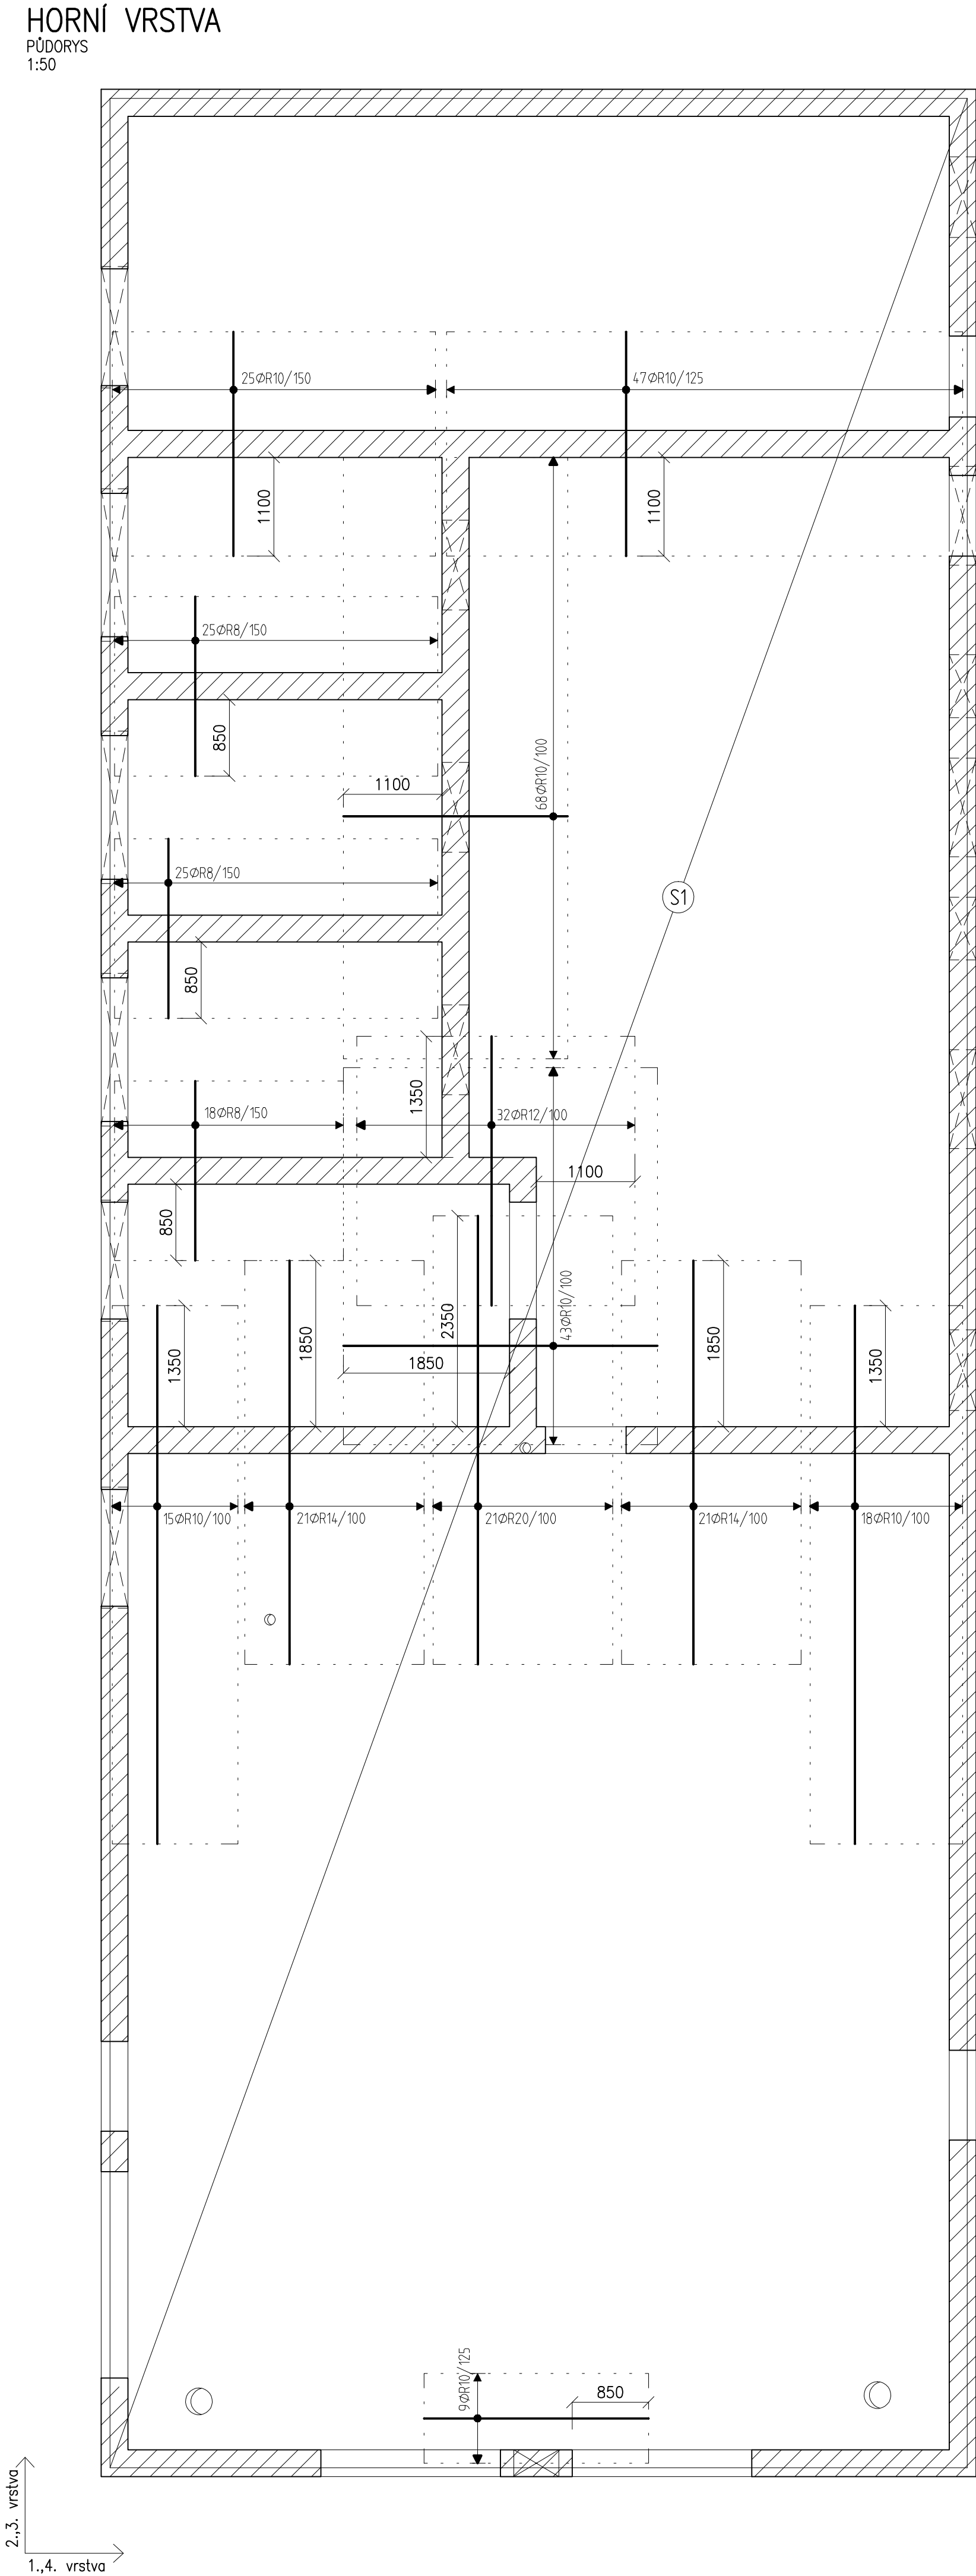 HORNÍ VRSTVA
PŮDORYS
1:50
25ØR10/150
47ØR10/125
1100
1100
25ØR8/150
850
68ØR10/100
1100
25ØR8/150
S1
850
1350
18ØR8/150
32ØR12/100
1100
850
1350
1850
2350
43ØR10/100
1850
1350
1850
15ØR10/100
21ØR14/100
21ØR20/100
21ØR14/100
18ØR10/100
9ØR10/125
850
2.,3. vrstva
1.,4. vrstva